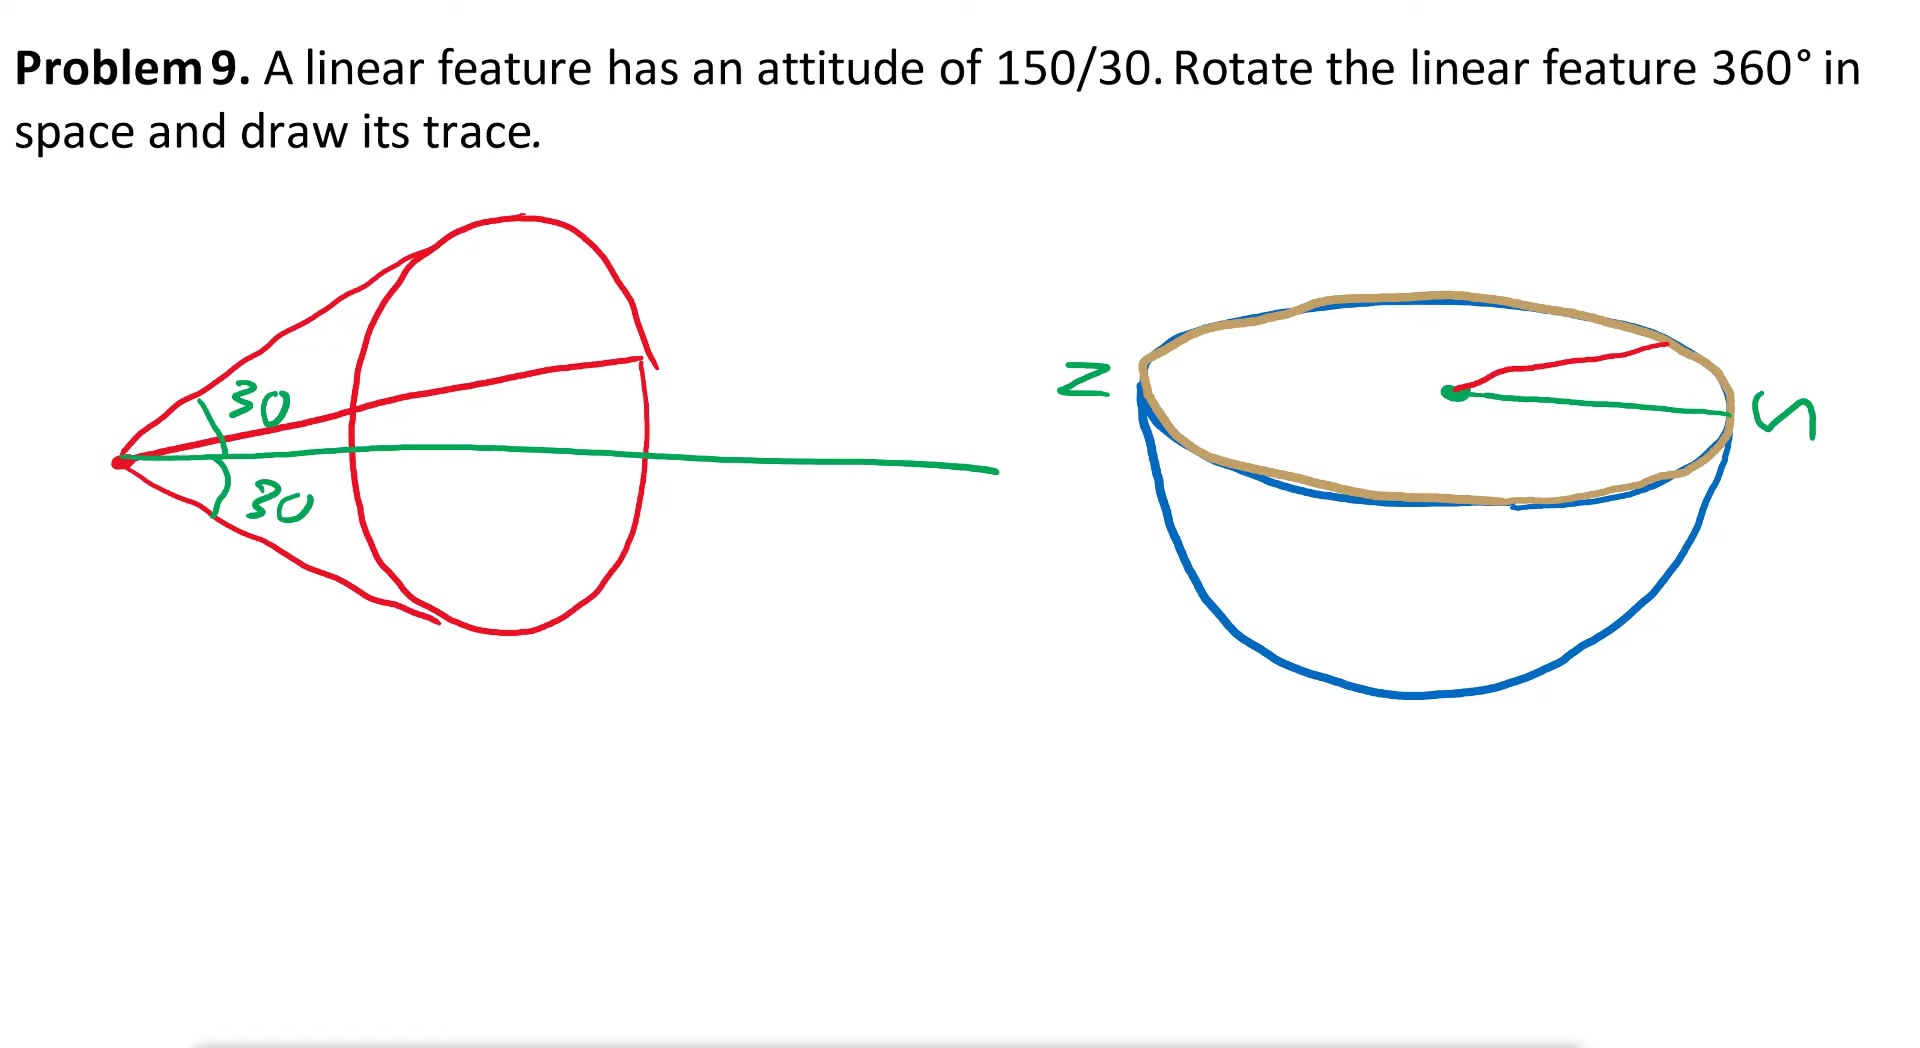 Problem 9. A linear feature has an attitude of 150/30. Rotate the linear feature 360° in
space and draw its trace.
30
30
N
S